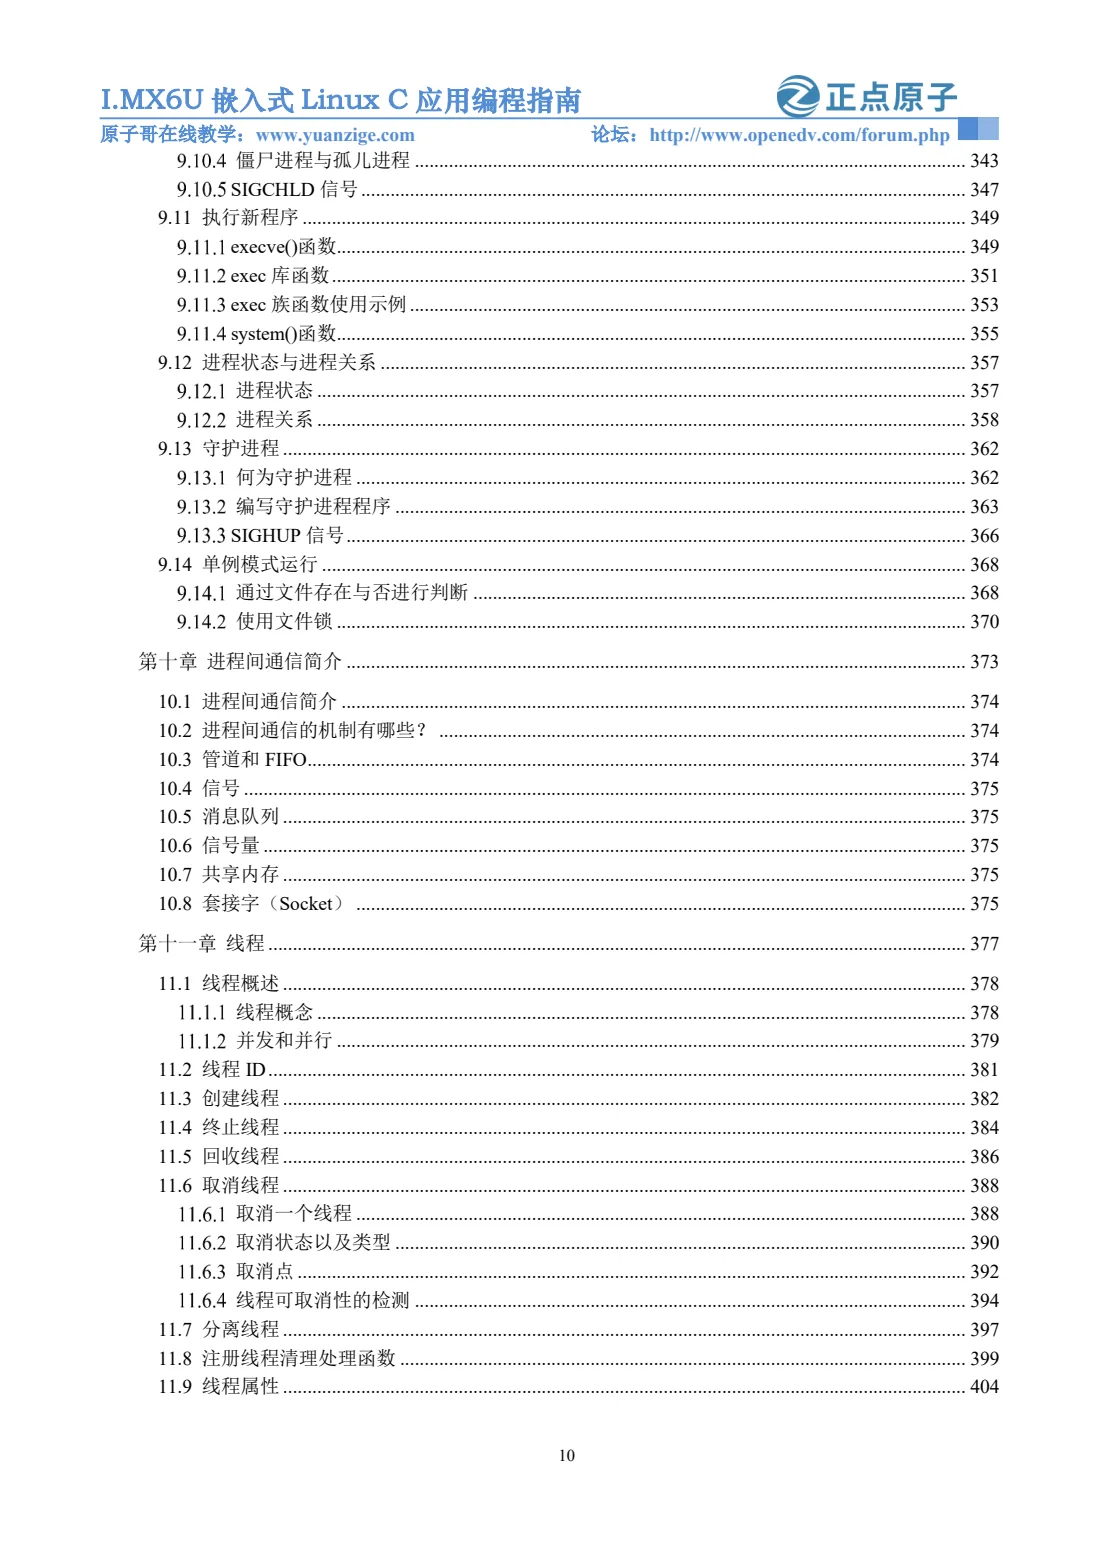 I.MX6U 嵌入式 Linux C 应用编程指南
正点原子
原子哥在线教学：www.yuanzige.com 论坛：http://www.openedv.com/forum.php
9.10.4 僵尸进程与孤儿进程 343
9.10.5 SIGCHLD 信号 347
9.11 执行新程序 349
9.11.1 execve()函数 349
9.11.2 exec 库函数 351
9.11.3 exec 族函数使用示例 353
9.11.4 system()函数 355
9.12 进程状态与进程关系 357
9.12.1 进程状态 357
9.12.2 进程关系 358
9.13 守护进程 362
9.13.1 何为守护进程 362
9.13.2 编写守护进程程序 363
9.13.3 SIGHUP 信号 366
9.14 单例模式运行 368
9.14.1 通过文件存在与否进行判断 368
9.14.2 使用文件锁 370
第十章 进程间通信简介 373
10.1 进程间通信简介 374
10.2 进程间通信的机制有哪些？ 374
10.3 管道和 FIFO 374
10.4 信号 375
10.5 消息队列 375
10.6 信号量 375
10.7 共享内存 375
10.8 套接字（Socket） 375
第十一章 线程 377
11.1 线程概述 378
11.1.1 线程概念 378
11.1.2 并发和并行 379
11.2 线程 ID 381
11.3 创建线程 382
11.4 终止线程 384
11.5 回收线程 386
11.6 取消线程 388
11.6.1 取消一个线程 388
11.6.2 取消状态以及类型 390
11.6.3 取消点 392
11.6.4 线程可取消性的检测 394
11.7 分离线程 397
11.8 注册线程清理处理函数 399
11.9 线程属性 404
10